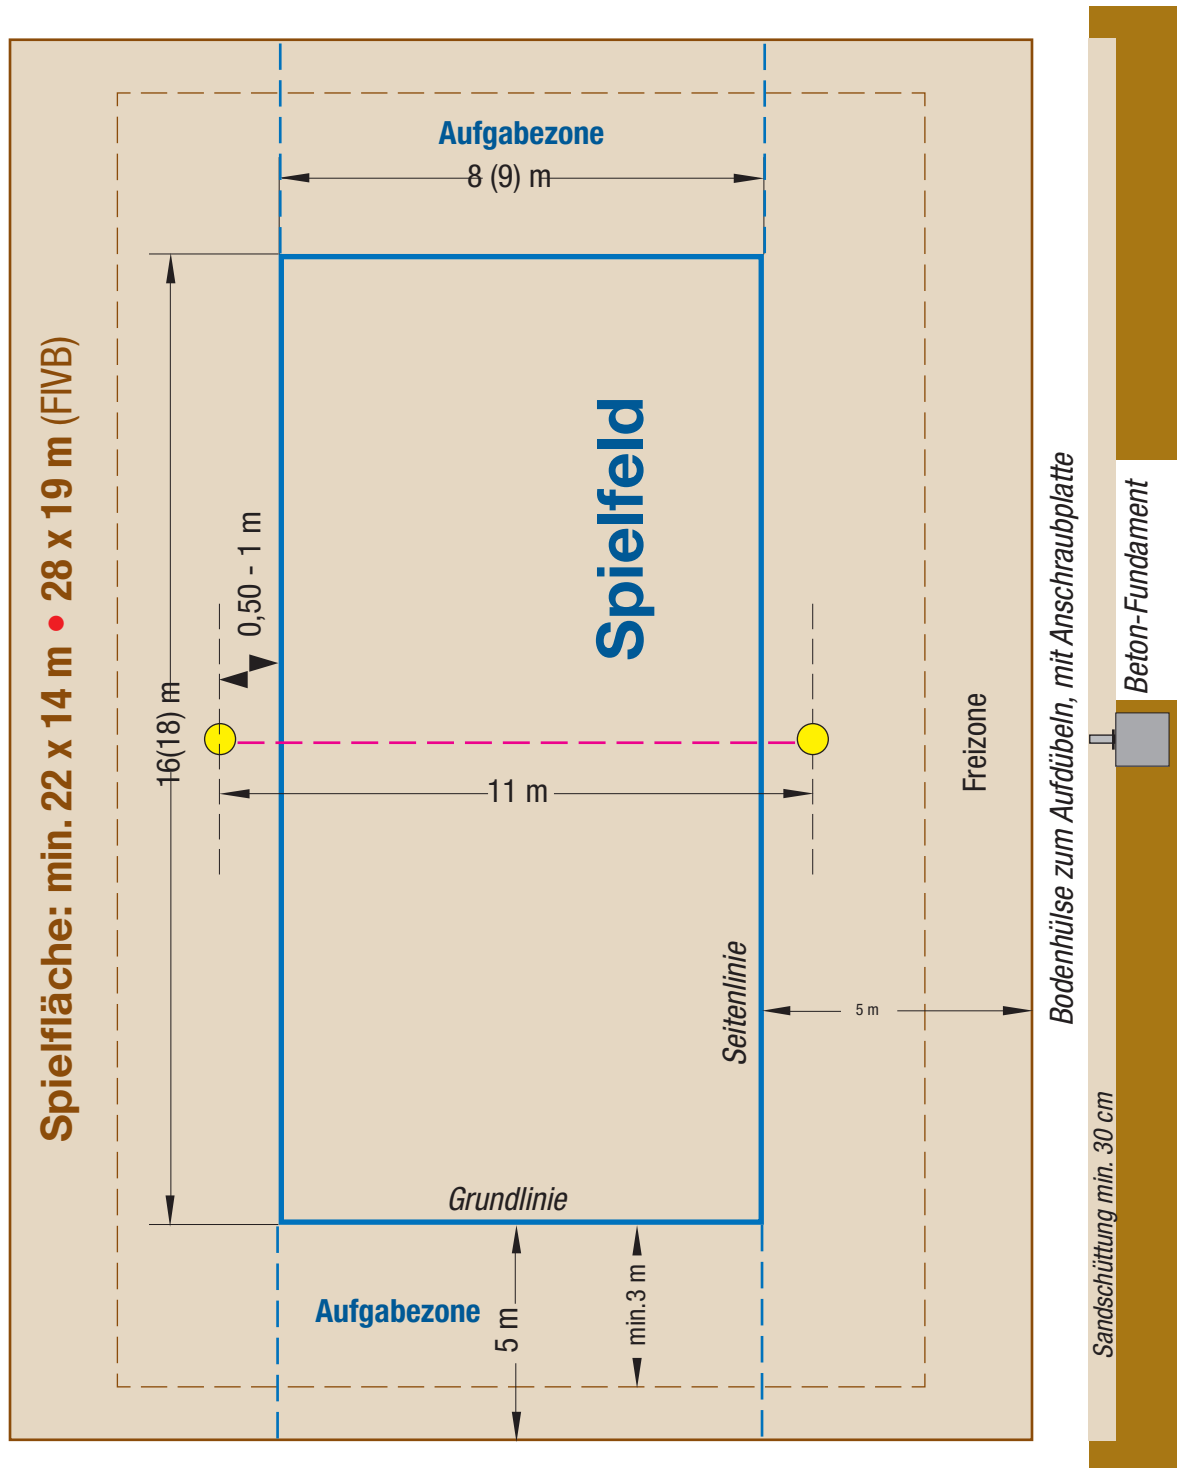 Aufgabezone
8 (9) m
Spielfläche: min. 22 x 14 m • 28 x 19 m (FIVB)
16(18) m
0,50 - 1 m
Spielfeld
11 m
Freizone
Seitenlinie
5 m
Grundlinie
Aufgabezone
5 m
min.3 m
Bodenhülse zum Aufdübeln, mit Anschraubplatte
Beton-Fundament
Sandschüttung min. 30 cm